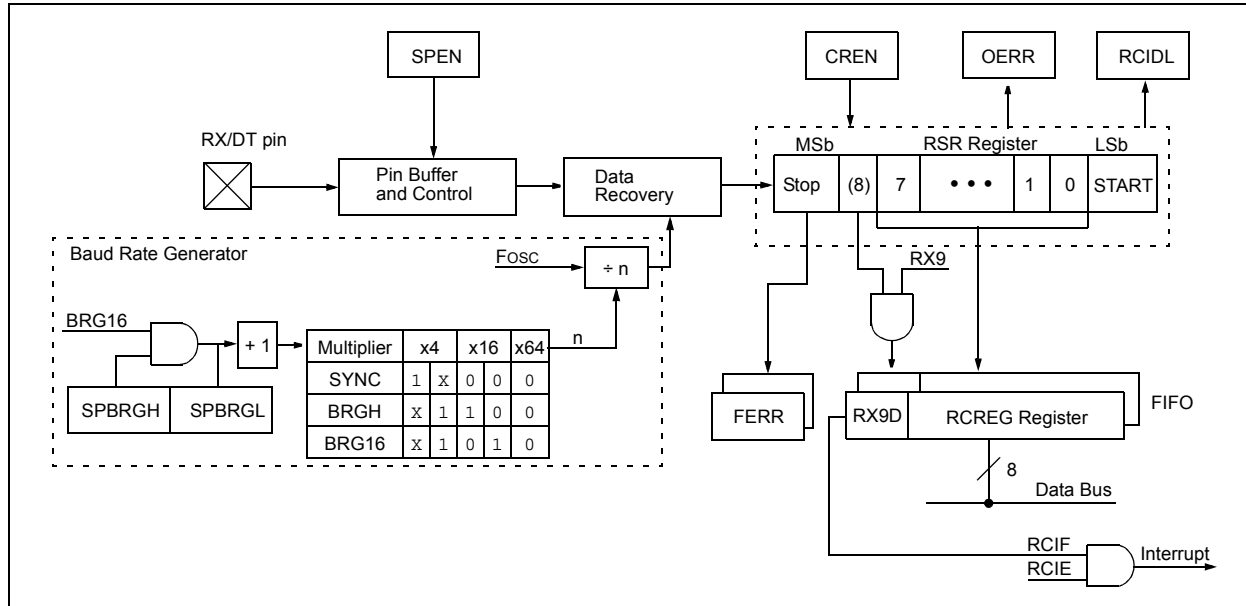 SPEN
CREN
OERR
RCIDL
RX/DT pin
Pin Buffer
and Control
Data
Recovery
MSb
RSR Register
LSb
Stop (8) 7 • • • 1 0 START
Baud Rate Generator
FOSC
÷ n
RX9
BRG16
+ 1
n
Multiplier x4 x16 x64
SYNC 1 X 0 0 0
BRGH X 1 1 0 0
BRG16 X 1 0 1 0
SPBRGH SPBRGL
FERR
RX9D
RCREG Register
FIFO
8
Data Bus
RCIF
RCIE
Interrupt